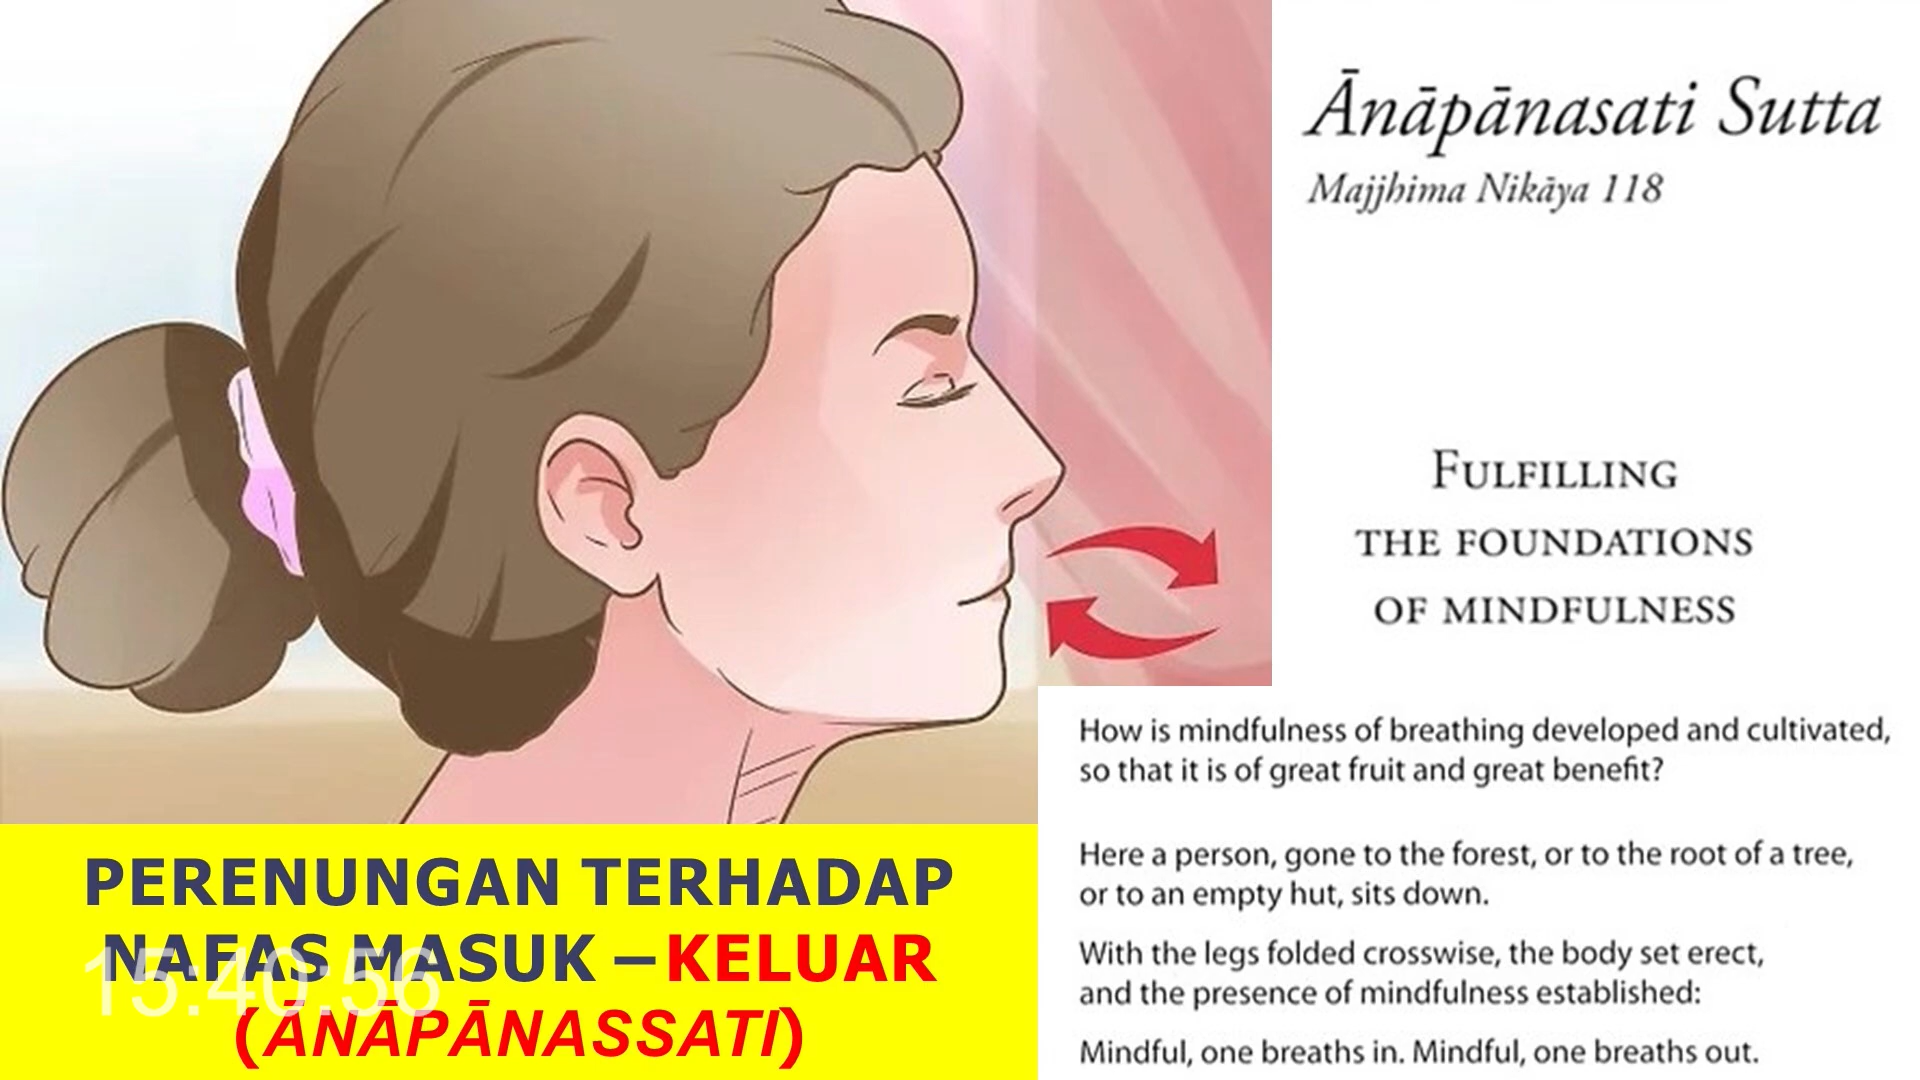 Ānāpānasati Sutta
Majjhima Nikāya 118
FULFILLING
THE FOUNDATIONS
OF MINDFULNESS
How is mindfulness of breathing developed and cultivated,
so that it is of great fruit and great benefit?
Here a person, gone to the forest, or to the root of a tree,
or to an empty hut, sits down.
With the legs folded crosswise, the body set erect,
and the presence of mindfulness established:
Mindful, one breaths in. Mindful, one breaths out.
PERENUNGAN TERHADAP
NAFAS MASUK –KELUAR
(ĀNĀPĀNASSATI)
15:40:56